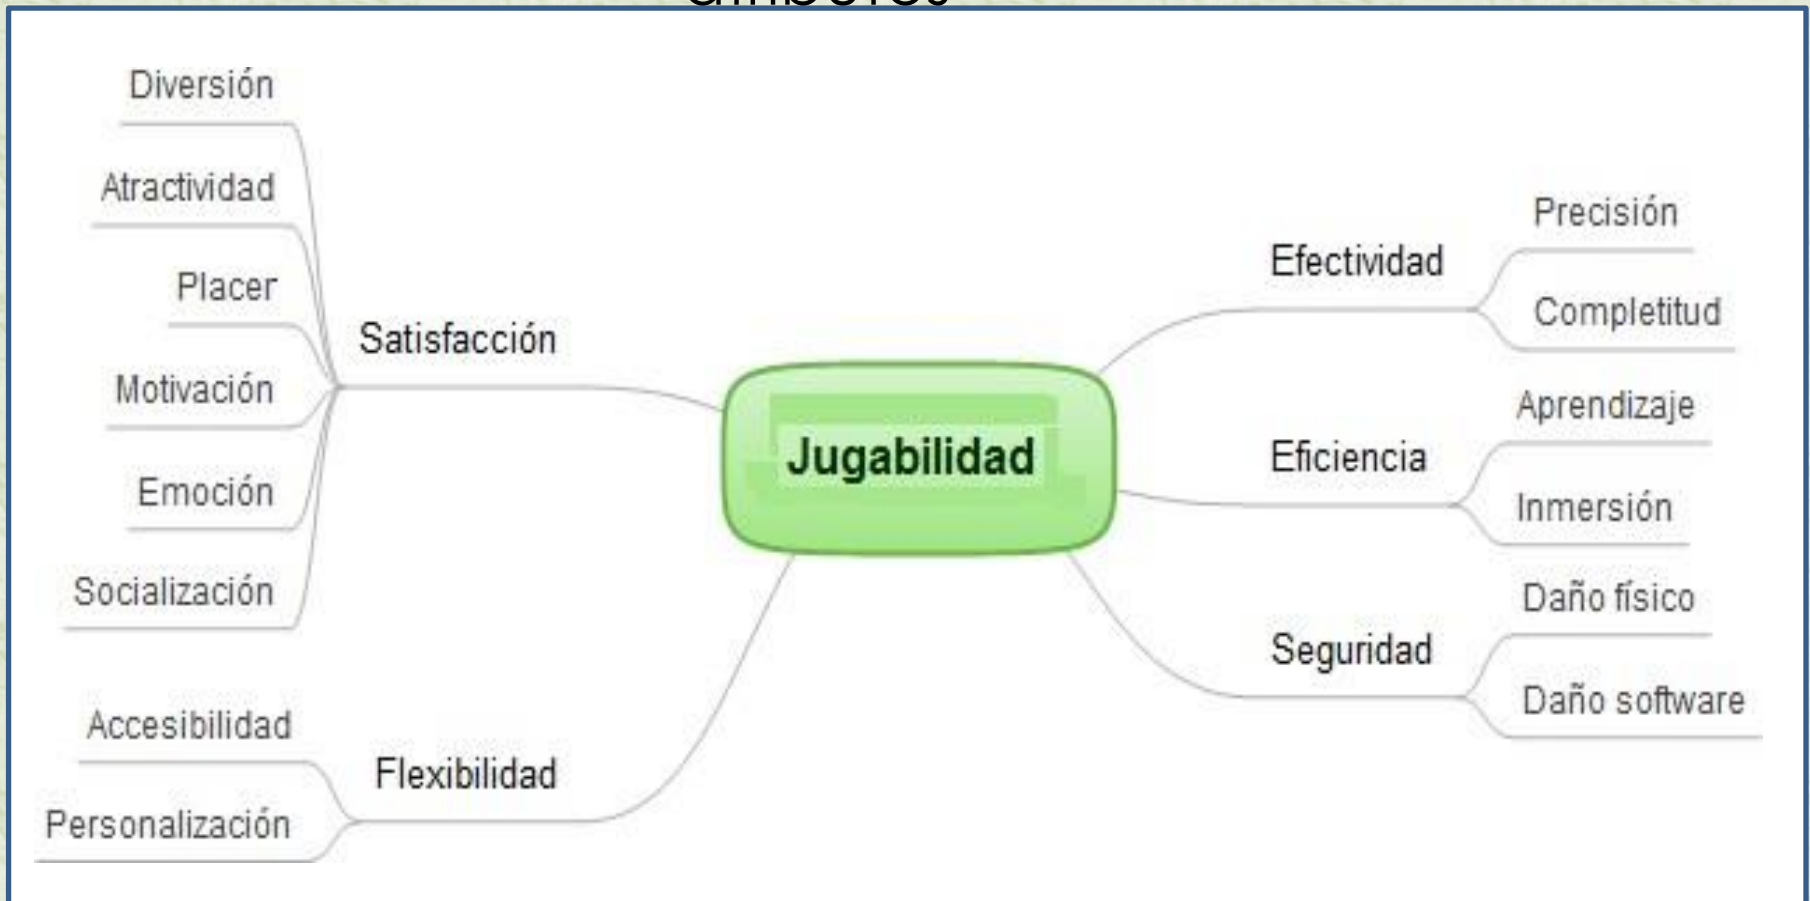 Diversión
Atractividad
Placer
Motivación
Emoción
Socialización
Satisfacción
Accesibilidad
Personalización
Flexibilidad
Jugabilidad
Efectividad
Precisión
Completitud
Eficiencia
Aprendizaje
Inmersión
Seguridad
Daño físico
Daño software